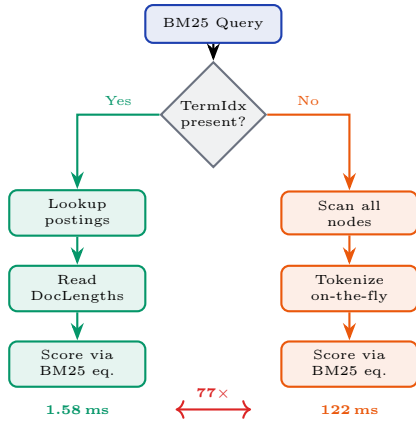 BM25 Query
TermIdx
present?
Yes
No
Lookup
postings
Scan all
nodes
Read
DocLengths
Tokenize
on-the-fly
Score via
BM25 eq.
Score via
BM25 eq.
77×
1.58 ms
122 ms